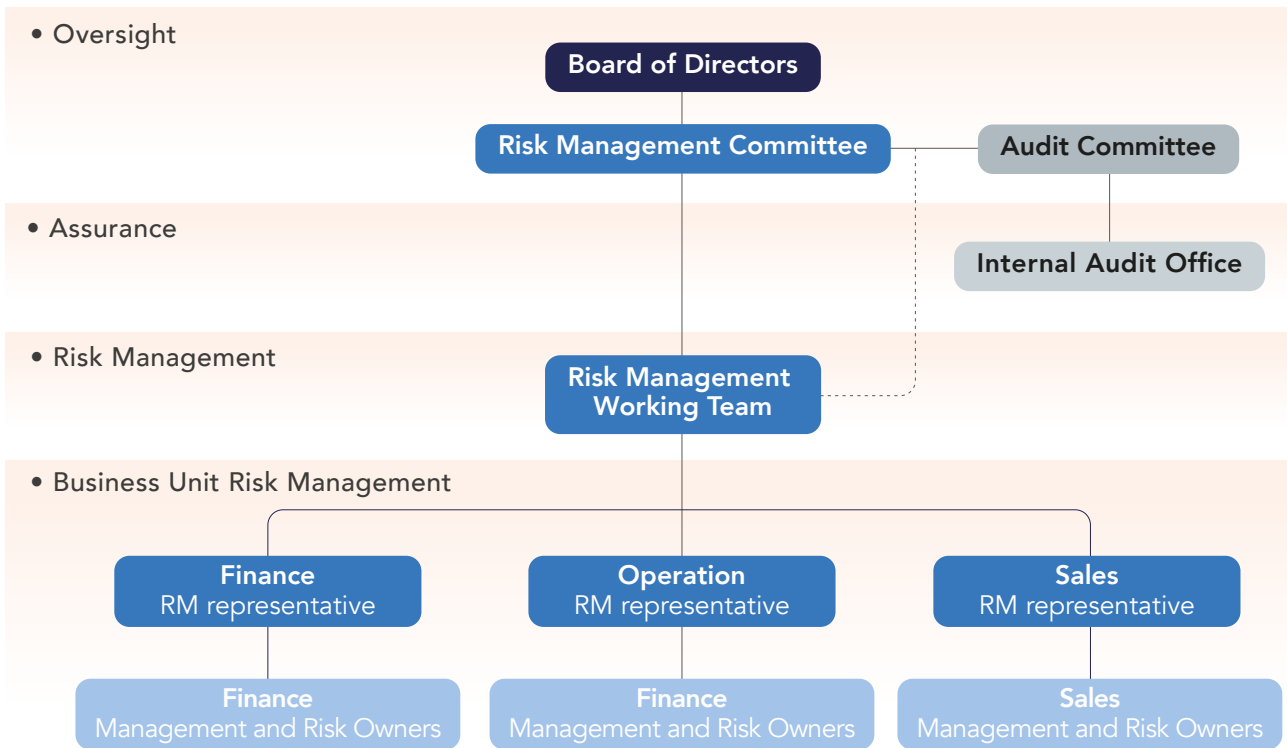 • Oversight
Board of Directors
Risk Management Committee
Audit Committee
• Assurance
Internal Audit Office
• Risk Management
Risk Management
Working Team
• Business Unit Risk Management
Finance
RM representative
Operation
RM representative
Sales
RM representative
Finance
Management and Risk Owners
Finance
Management and Risk Owners
Sales
Management and Risk Owners